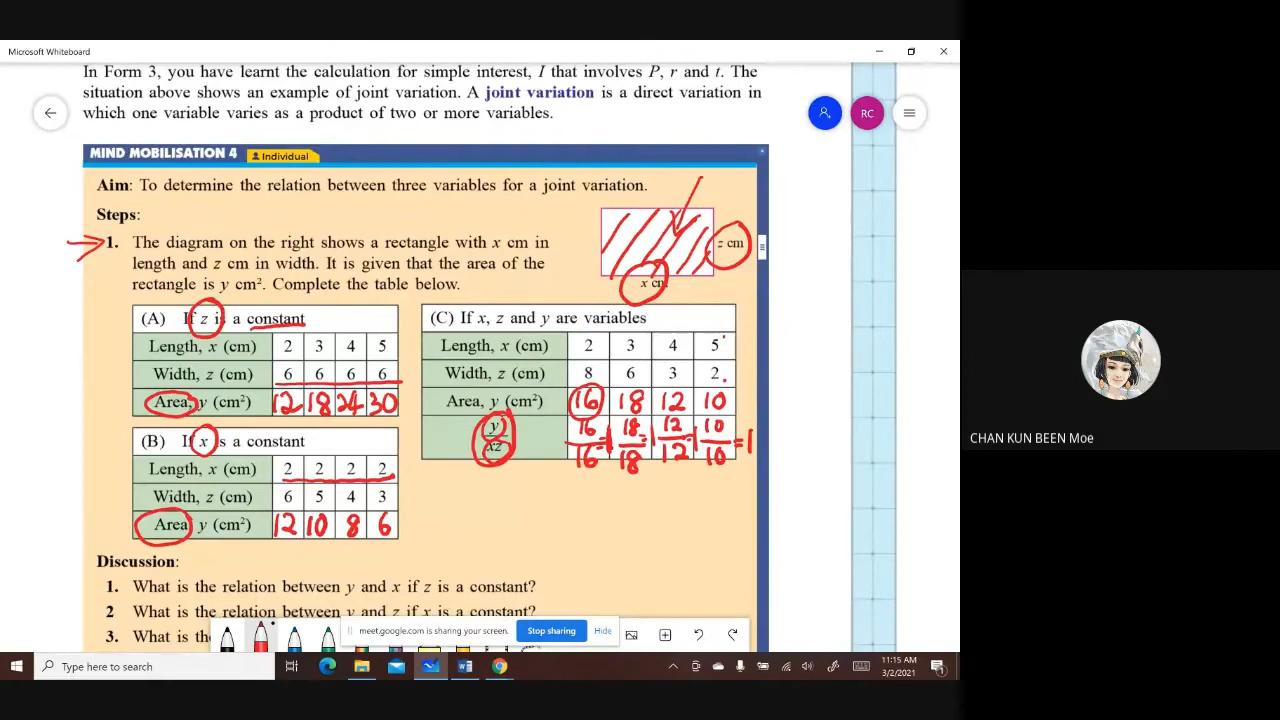 Microsoft Whiteboard
In Form 3, you have learnt the calculation for simple interest, I that involves P, r and t. The
situation above shows an example of joint variation. A joint variation is a direct variation in
which one variable varies as a product of two or more variables.
RC
MIND MOBILISATION 4 Individual
Aim: To determine the relation between three variables for a joint variation.
Steps:
1. The diagram on the right shows a rectangle with x cm in
length and z cm in width. It is given that the area of the
rectangle is y cm². Complete the table below.
z cm
x cm
(A) If z is a constant
Length, x (cm) 2 3 4 5
Width, z (cm) 6 6 6 6
Area, y (cm²) 12 18 24 30
(B) If x is a constant
Length, x (cm) 2 2 2 2
Width, z (cm) 6 5 4 3
Area, y (cm²) 12 10 8 6
(C) If x, z and y are variables
Length, x (cm) 2 3 4 5
Width, z (cm) 8 6 3 2
Area, y (cm²) 16 18 12 10
y/xz 16/16=1 18/18=1 12/12=1 10/10=1
Discussion:
1. What is the relation between y and x if z is a constant?
2 What is the relation between y and z if x is a constant?
3. What is the
meet.google.com is sharing your screen. Stop sharing Hide
CHAN KUN BEEN Moe
Type here to search
11:15 AM
3/2/2021
1